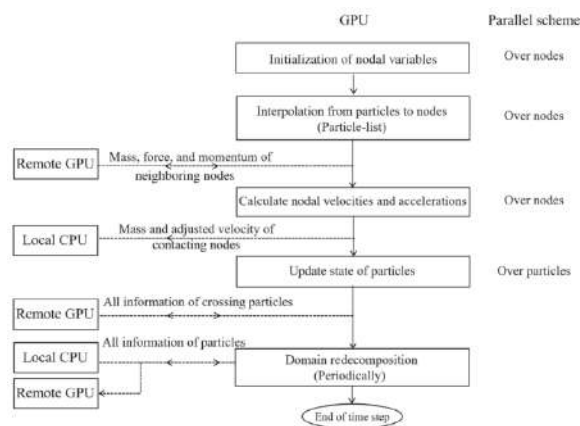 GPU
Parallel scheme
Initialization of nodal variables
Over nodes
Interpolation from particles to nodes
(Particle-list)
Over nodes
Remote GPU
Mass, force, and momentum of
neighboring nodes
Calculate nodal velocities and accelerations
Over nodes
Local CPU
Mass and adjusted velocity of
contacting nodes
Update state of particles
Over particles
All information of crossing particles
Remote GPU
All information of particles
Local CPU
Domain redecomposition
(Periodically)
Remote GPU
End of time step